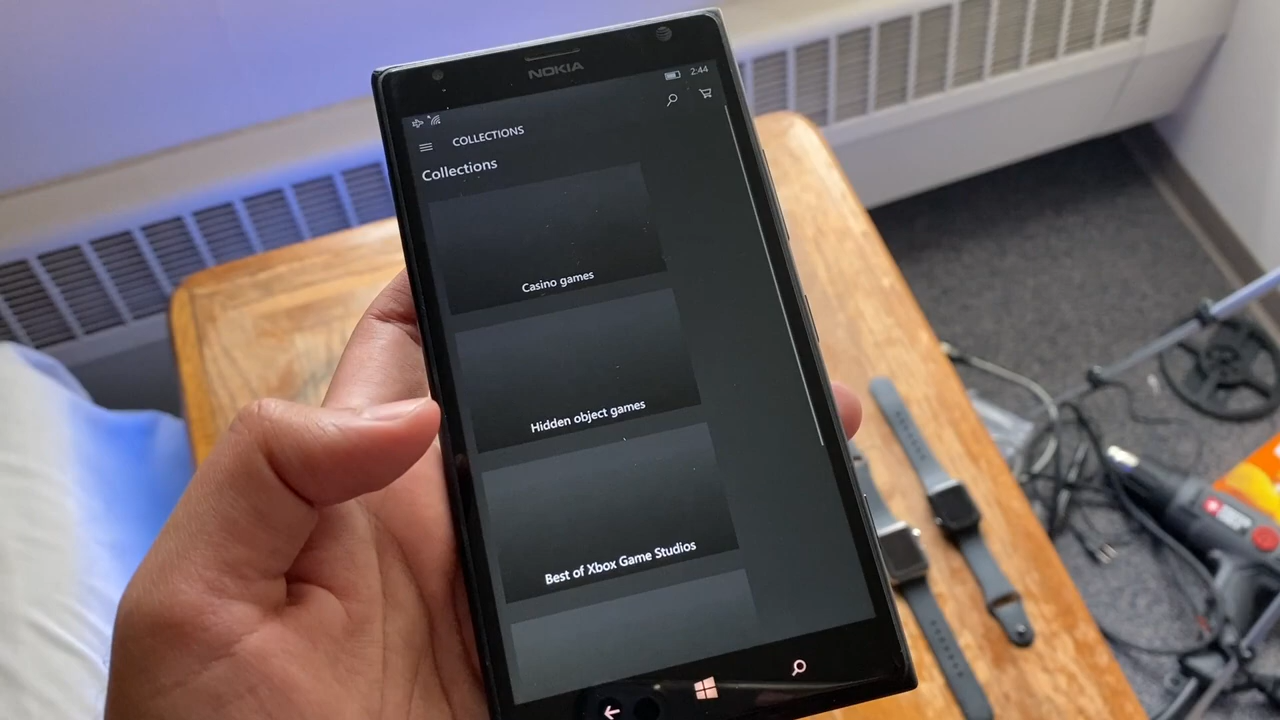 NOKIA
2:44
COLLECTIONS
Collections
Casino games
Hidden object games
Best of Xbox Game Studios